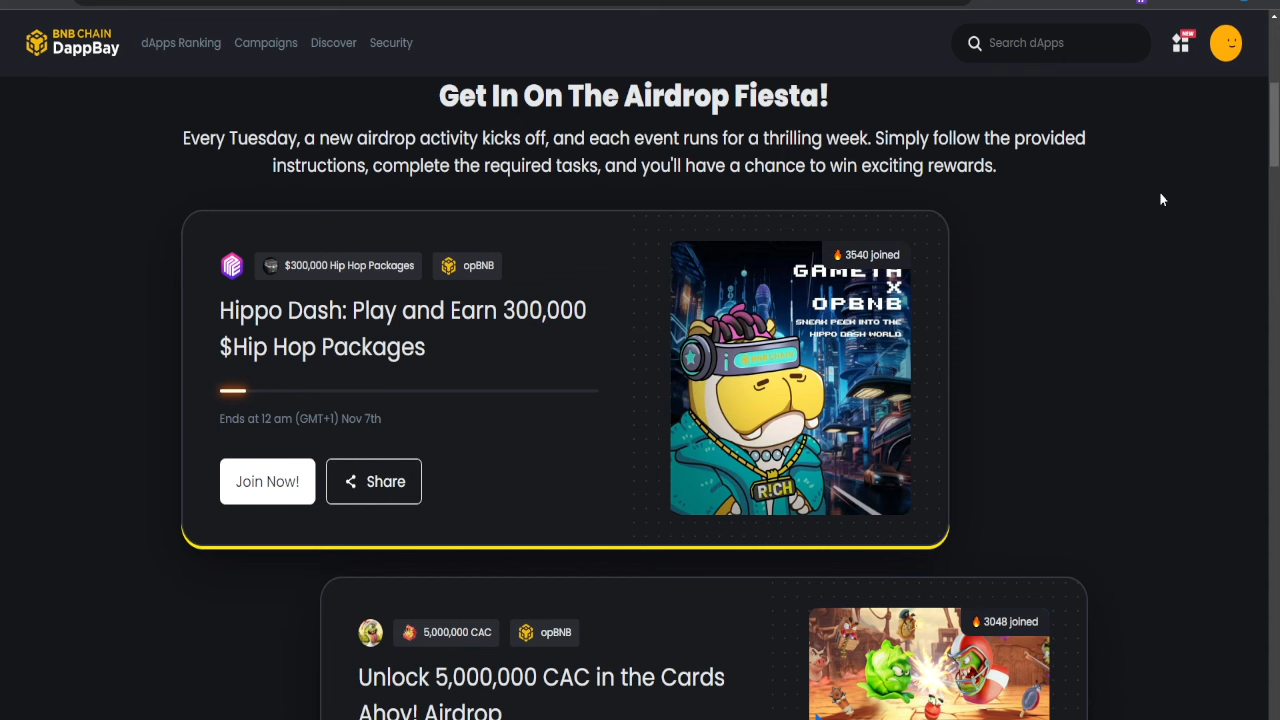 BNB CHAIN
DappBay
dApps Ranking
Campaigns
Discover
Security
Search dApps
NEW
Get In On The Airdrop Fiesta!
Every Tuesday, a new airdrop activity kicks off, and each event runs for a thrilling week. Simply follow the provided
instructions, complete the required tasks, and you'll have a chance to win exciting rewards.
$300,000 Hip Hop Packages
opBNB
Hippo Dash: Play and Earn 300,000
$Hip Hop Packages
Ends at 12 am (GMT+1) Nov 7th
Join Now!
Share
3540 joined
GAMETA
X
OPBNB
SNEAK PEEK INTO THE
HIPPO DASH WORLD
BNB CHAIN
R!CH
5,000,000 CAC
opBNB
Unlock 5,000,000 CAC in the Cards
Ahoy! Airdrop
3048 joined